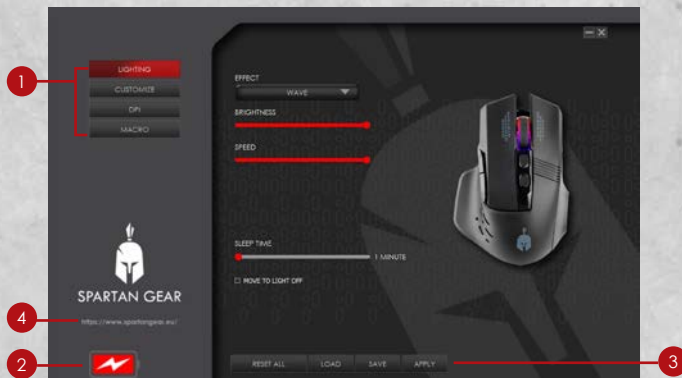 1
LIGHTING
CUSTOMIZE
DPI
MACRO
EFFECT
WAVE
BRIGHTNESS
SPEED
SLEEP TIME
1 MINUTE
MOVE TO LIGHT OFF
SPARTAN GEAR
4
https://www.spartangear.eu/
2
RESET ALL
LOAD
SAVE
APPLY
3